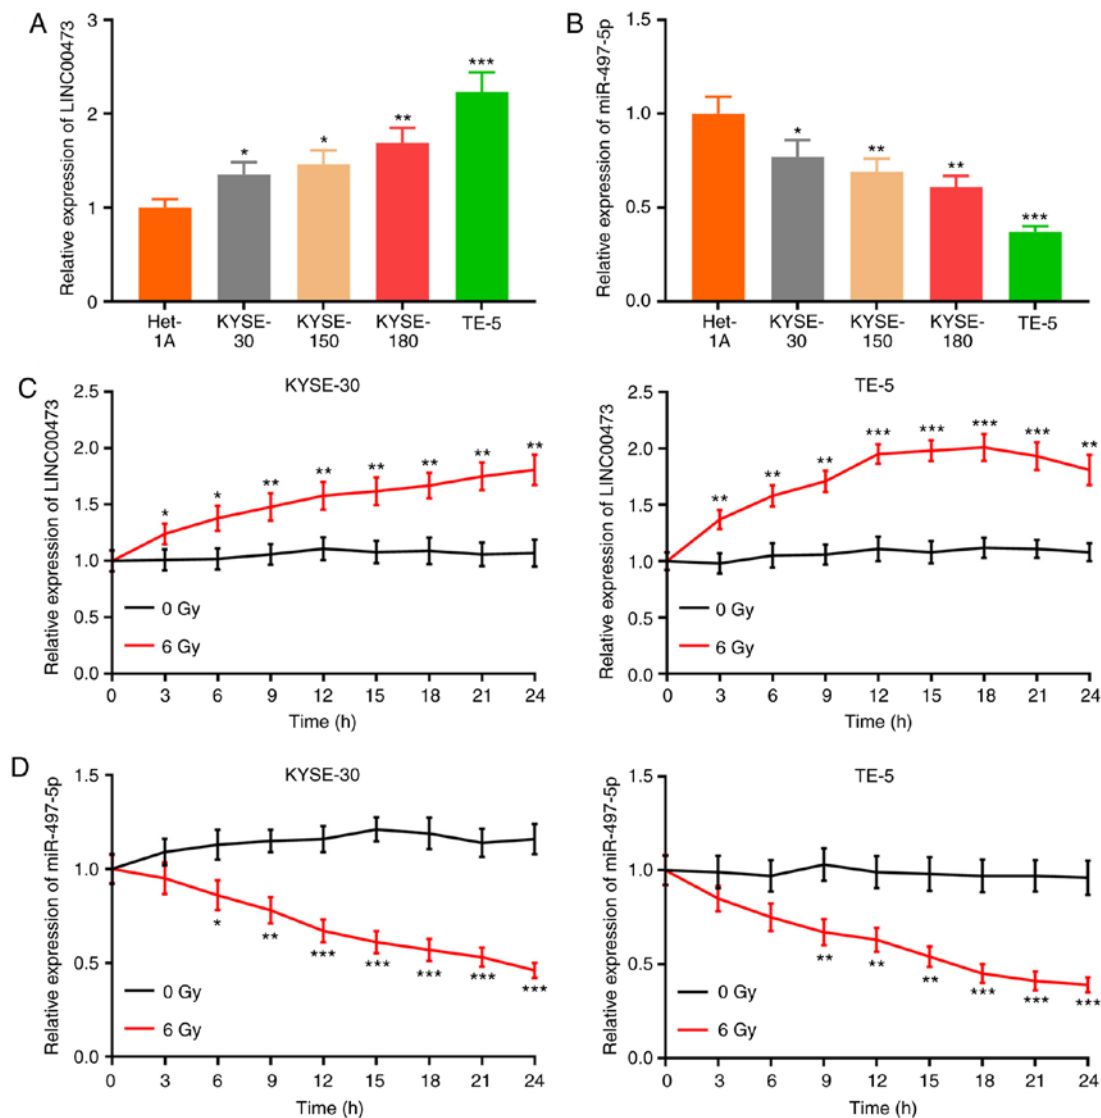 A
Relative expression of LINC00473
3
2
1
0
*
*
**
***
Het-
1A
KYSE-
30
KYSE-
150
KYSE-
180
TE-5
B
Relative expression of miR-497-5p
1.5
1.0
0.5
0.0
*
**
**
***
Het-
1A
KYSE-
30
KYSE-
150
KYSE-
180
TE-5
C
KYSE-30
Relative expression of LINC00473
2.5
2.0
1.5
1.0
0.5
0.0
* * ** ** ** ** ** **
0 Gy
6 Gy
0 3 6 9 12 15 18 21 24
Time (h)
TE-5
Relative expression of LINC00473
2.5
2.0
1.5
1.0
0.5
0.0
** ** ** *** *** *** *** **
0 Gy
6 Gy
0 3 6 9 12 15 18 21 24
Time (h)
D
KYSE-30
Relative expression of miR-497-5p
1.5
1.0
0.5
0.0
* ** *** *** *** *** ***
0 Gy
6 Gy
0 3 6 9 12 15 18 21 24
Time (h)
TE-5
Relative expression of miR-497-5p
1.5
1.0
0.5
0.0
** ** ** *** *** ***
0 Gy
6 Gy
0 3 6 9 12 15 18 21 24
Time (h)